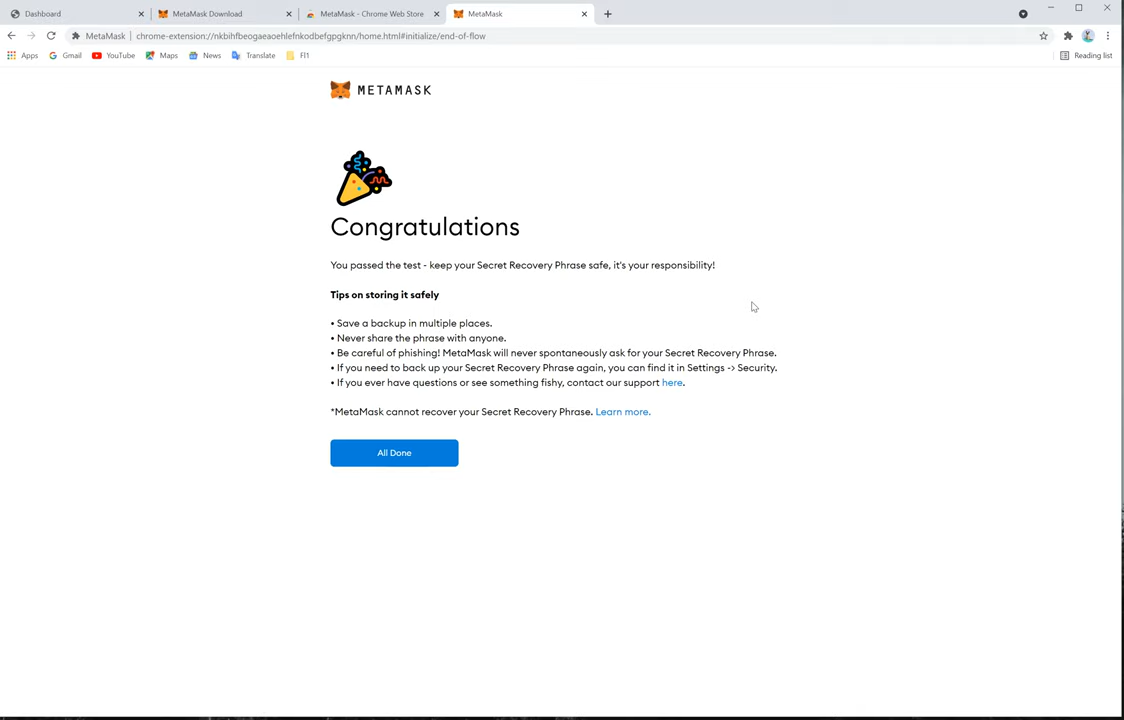 Dashboard
MetaMask Download
MetaMask - Chrome Web Store
MetaMask
MetaMask | chrome-extension://nkbihfbeogaeaoehlefnkodbefgpgknn/home.html#initialize/end-of-flow
Apps
Gmail
YouTube
Maps
News
Translate
FI1
Reading list
METAMASK
Congratulations
You passed the test - keep your Secret Recovery Phrase safe, it's your responsibility!
Tips on storing it safely
• Save a backup in multiple places.
• Never share the phrase with anyone.
• Be careful of phishing! MetaMask will never spontaneously ask for your Secret Recovery Phrase.
• If you need to back up your Secret Recovery Phrase again, you can find it in Settings -> Security.
• If you ever have questions or see something fishy, contact our support here.
*MetaMask cannot recover your Secret Recovery Phrase. Learn more.
All Done